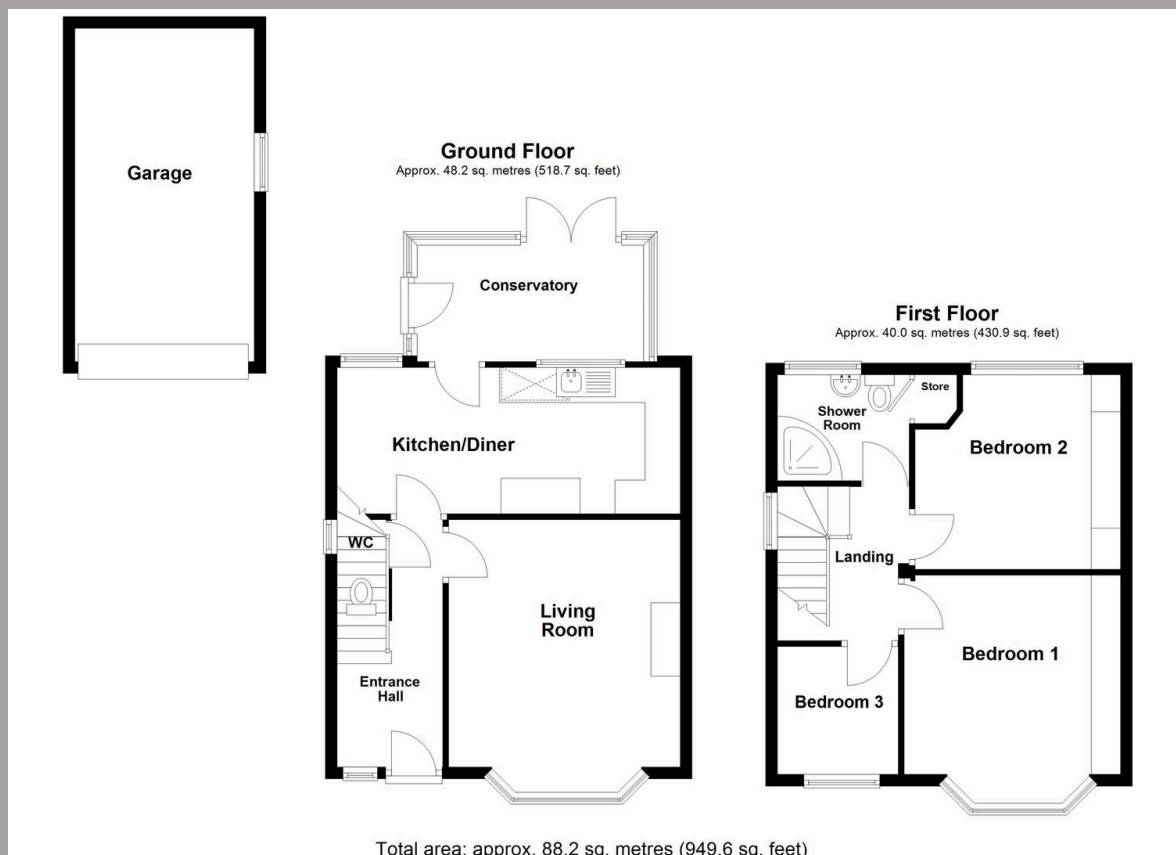 Garage
Ground Floor
Approx. 48.2 sq. metres (518.7 sq. feet)
Conservatory
Kitchen/Diner
WC
Living
Room
Entrance
Hall
First Floor
Approx. 40.0 sq. metres (430.9 sq. feet)
Store
Shower
Room
Bedroom 2
Landing
Bedroom 1
Bedroom 3
Total area: approx. 88.2 sq. metres (949.6 sq. feet)